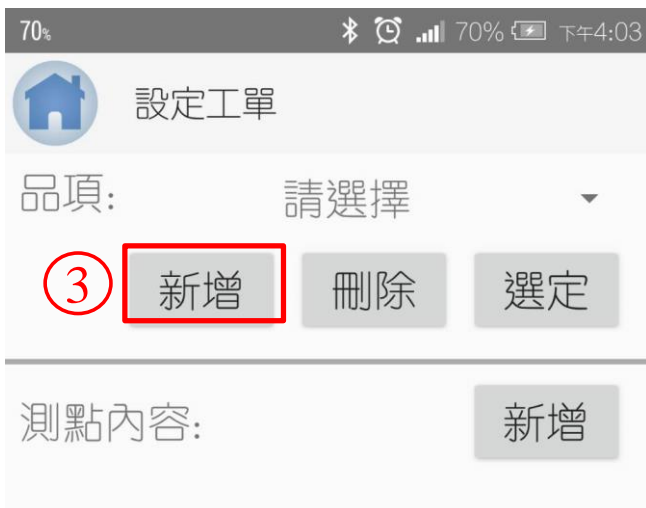 70% 70% 下午4:03
設定工單
品項: 請選擇
③ 新增 刪除 選定
測點內容: 新增